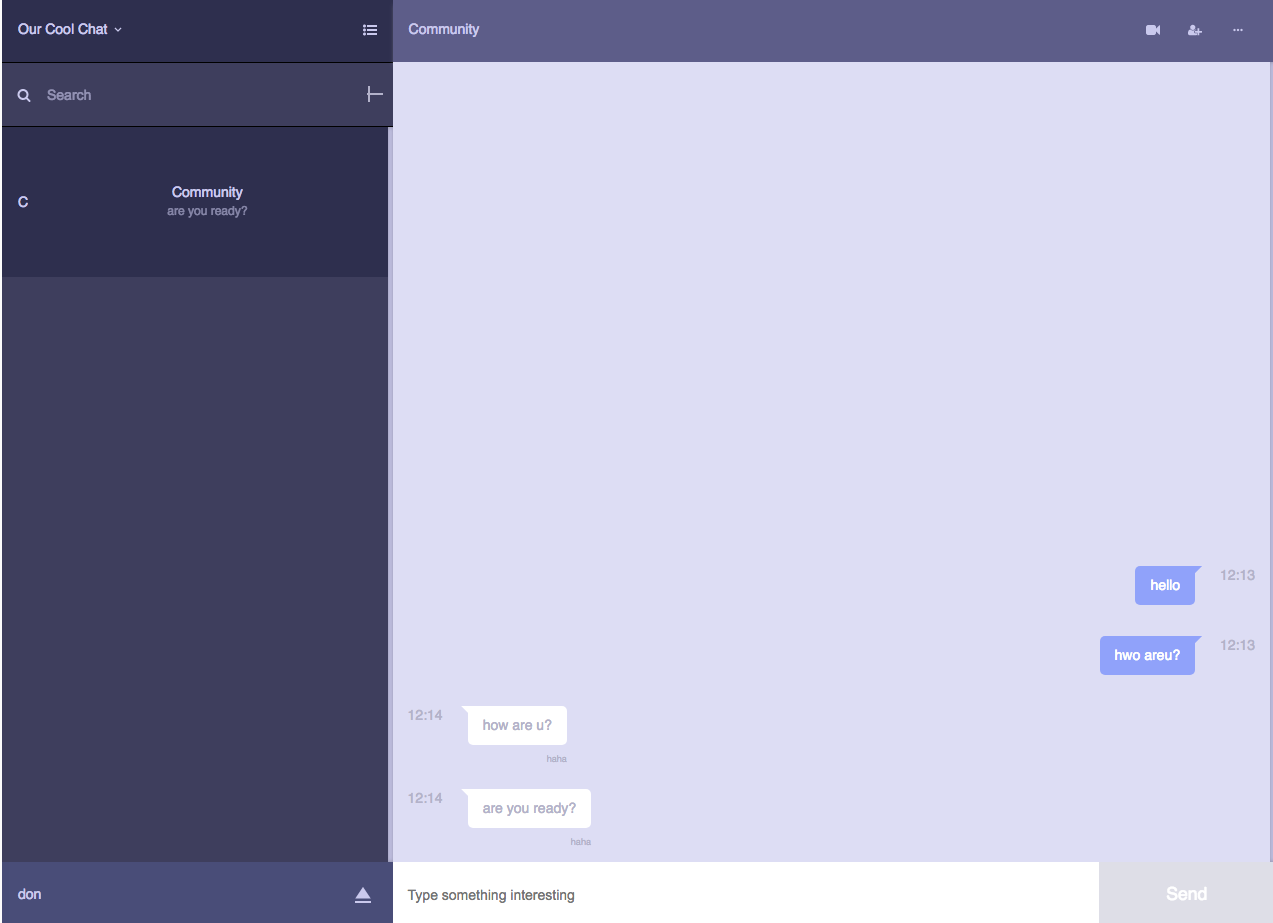 Our Cool Chat
Community
Search
C
Community
are you ready?
hello
12:13
hwo areu?
12:13
12:14
how are u?
haha
12:14
are you ready?
haha
don
Type something interesting
Send